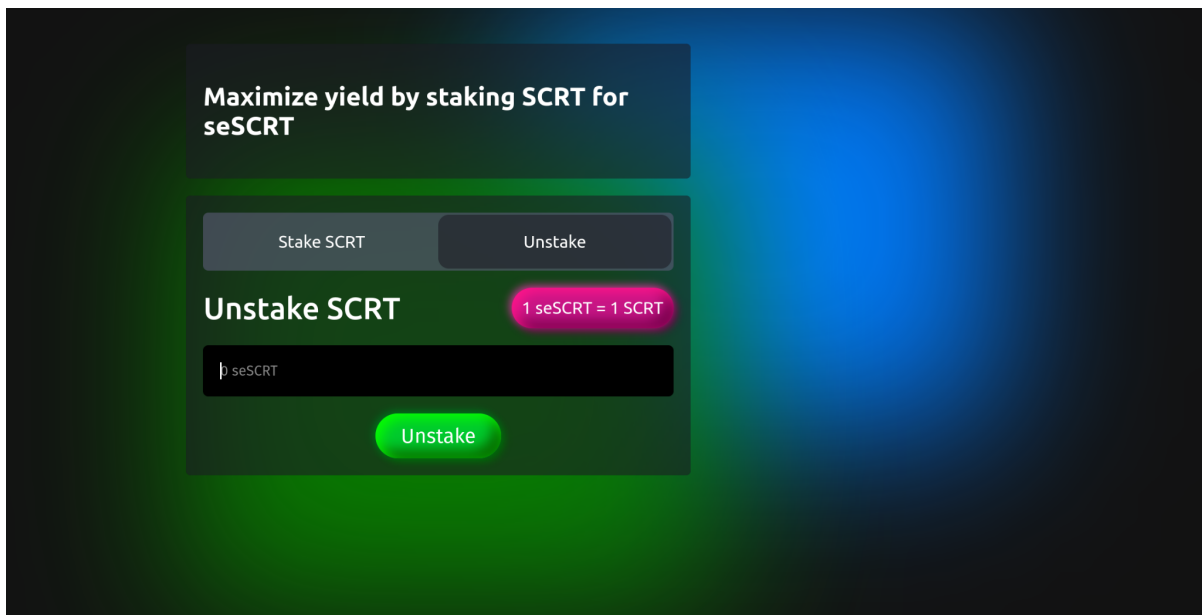 Maximize yield by staking SCRT for
seSCRT
Stake SCRT
Unstake
Unstake SCRT
1 seSCRT = 1 SCRT
0 seSCRT
Unstake